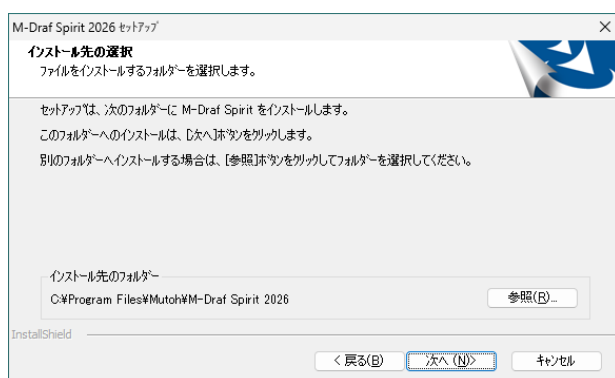 M-Draf Spirit 2026 セットアップ
インストール先の選択
ファイルをインストールするフォルダーを選択します。
セットアップは、次のフォルダーに M-Draf Spirit をインストールします。
このフォルダーへのインストールは、[次へ]ボタンをクリックします。
別のフォルダーへインストールする場合は、[参照]ボタンをクリックしてフォルダーを選択してください。
インストール先のフォルダー
C:¥Program Files¥Mutoh¥M-Draf Spirit 2026
参照(R)...
InstallShield
< 戻る(B)
次へ (N)>
キャンセル